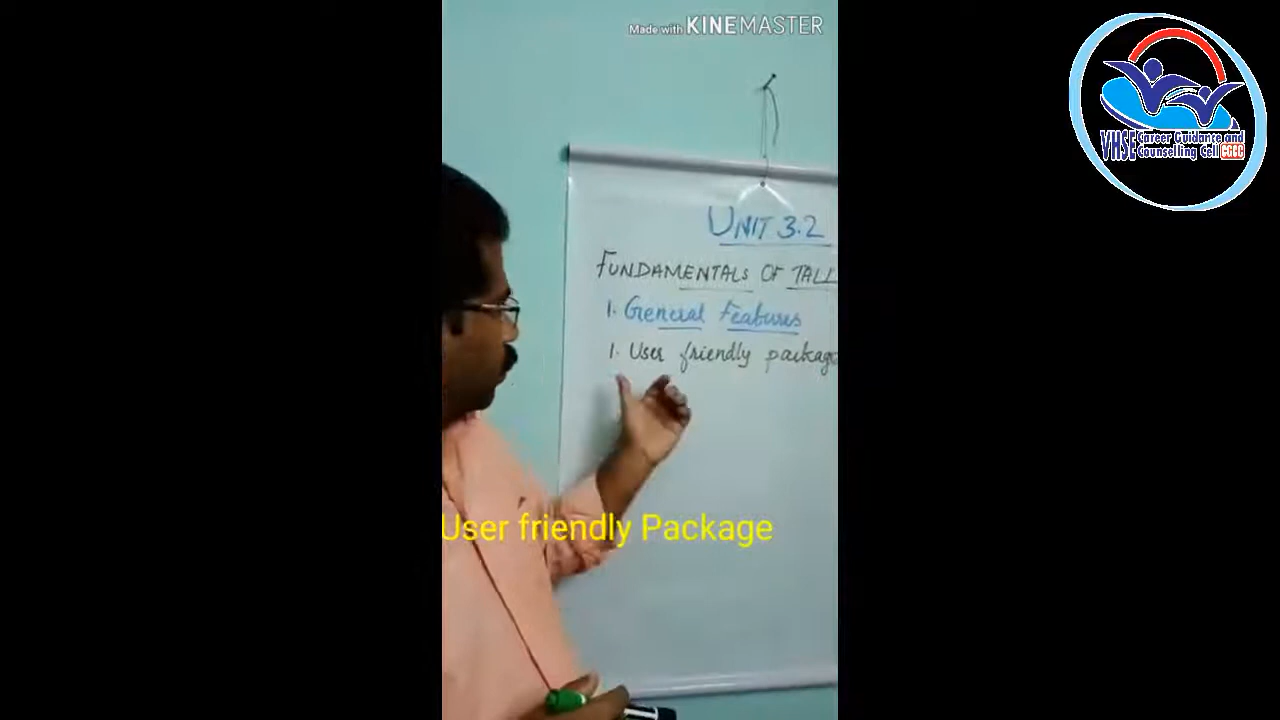 Made with KINEMASTER
VHSE Career Guidance and
Counselling Cell CGCC
UNIT 3.2
FUNDAMENTALS OF TALL
1. General Features
1. User friendly package
User friendly Package